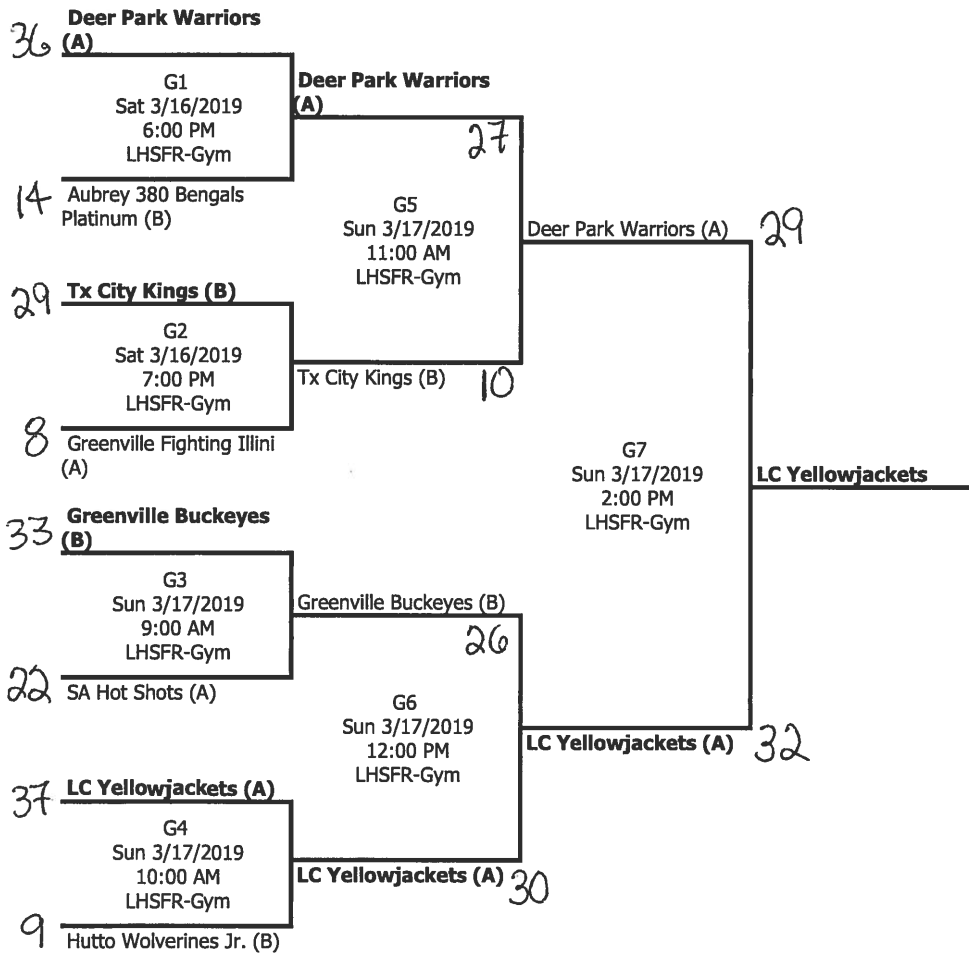 Deer Park Warriors
(A)
36
G1
Sat 3/16/2019
6:00 PM
LHSFR-Gym
14
Aubrey 380 Bengals
Platinum (B)
29
Tx City Kings (B)
G2
Sat 3/16/2019
7:00 PM
LHSFR-Gym
8
Greenville Fighting Illini
(A)
33
Greenville Buckeyes
(B)
G3
Sun 3/17/2019
9:00 AM
LHSFR-Gym
22
SA Hot Shots (A)
37
LC Yellowjackets (A)
G4
Sun 3/17/2019
10:00 AM
LHSFR-Gym
9
Hutto Wolverines Jr. (B)
Deer Park Warriors
(A)
27
G5
Sun 3/17/2019
11:00 AM
LHSFR-Gym
Tx City Kings (B)
10
Greenville Buckeyes (B)
26
G6
Sun 3/17/2019
12:00 PM
LHSFR-Gym
LC Yellowjackets (A)
30
Deer Park Warriors (A)
29
G7
Sun 3/17/2019
2:00 PM
LHSFR-Gym
LC Yellowjackets (A)
32
LC Yellowjackets